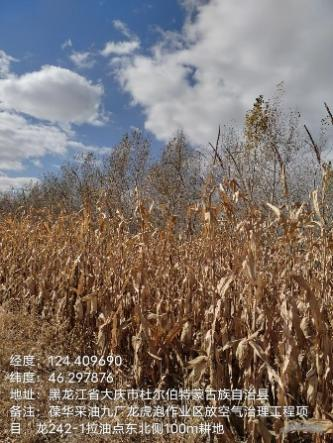 经度：124.409690
纬度：46.297876
地址：黑龙江省大庆市杜尔伯特蒙古族自治县
备注：葆华采油九厂龙虎泡作业区放空气治理工程项
目，龙242-1拉油点东北侧100m耕地